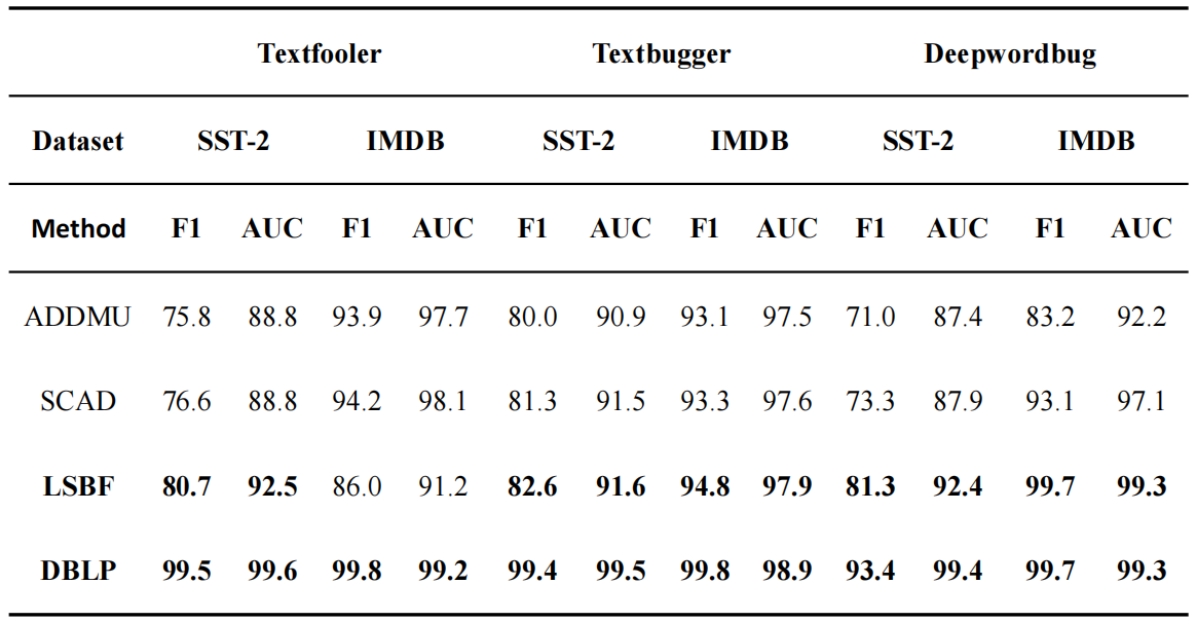 Textfooler Textbugger Deepwordbug
Dataset SST-2 IMDB SST-2 IMDB SST-2 IMDB
Method F1 AUC F1 AUC F1 AUC F1 AUC F1 AUC F1 AUC
ADDMU 75.8 88.8 93.9 97.7 80.0 90.9 93.1 97.5 71.0 87.4 83.2 92.2
SCAD 76.6 88.8 94.2 98.1 81.3 91.5 93.3 97.6 73.3 87.9 93.1 97.1
LSBF 80.7 92.5 86.0 91.2 82.6 91.6 94.8 97.9 81.3 92.4 99.7 99.3
DBLP 99.5 99.6 99.8 99.2 99.4 99.5 99.8 98.9 93.4 99.4 99.7 99.3